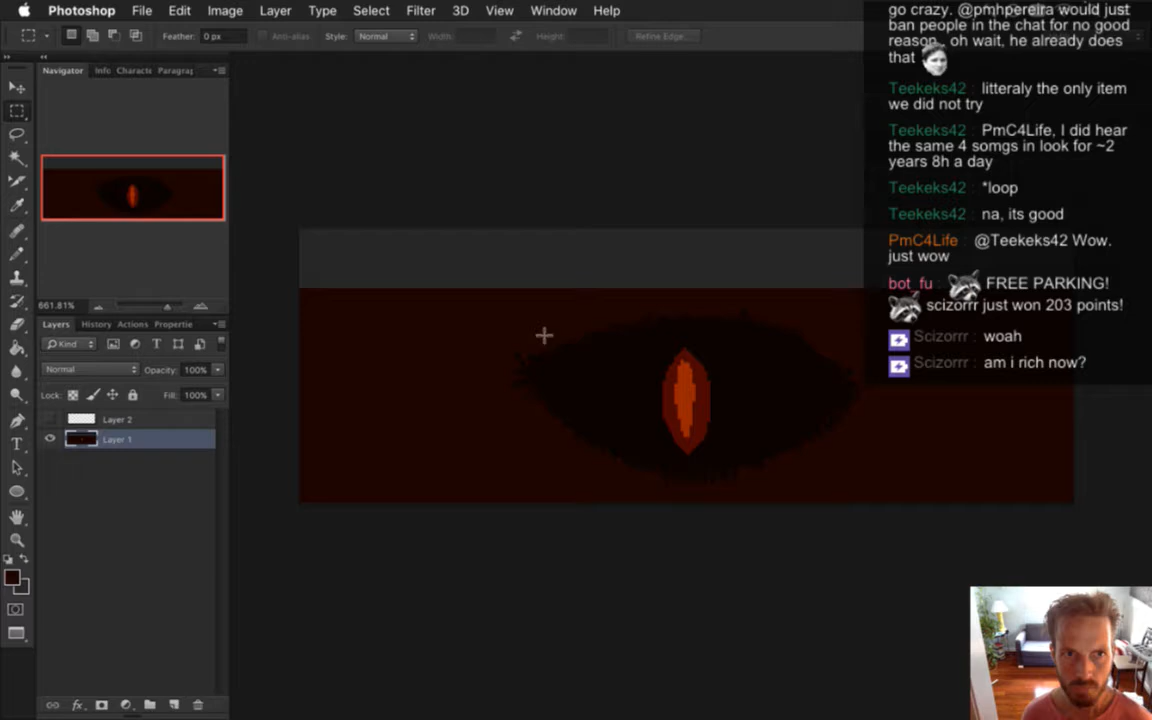 Photoshop File Edit Image Layer Type Select Filter 3D View Window Help
Feather: 0 px Anti-alias Style: Normal Width: Height: Refine Edge...
Navigator Info Characte Paragrap
661.81%
Layers History Actions Propertie
Kind
Normal Opacity: 100%
Lock: Fill: 100%
Layer 2
Layer 1
go crazy. @pmhpereira would just
ban people in the chat for no good
reason.. oh wait, he already does
that
Teekeks42 : litteraly the only item
we did not try
Teekeks42 : PmC4Life, I did hear
the same 4 somgs in look for ~2
years 8h a day
Teekeks42 : *loop
Teekeks42 : na, its good
PmC4Life : @Teekeks42 Wow.
just wow
bot_fu : FREE PARKING!
scizorrr just won 203 points!
Scizorrr : woah
Scizorrr : am i rich now?